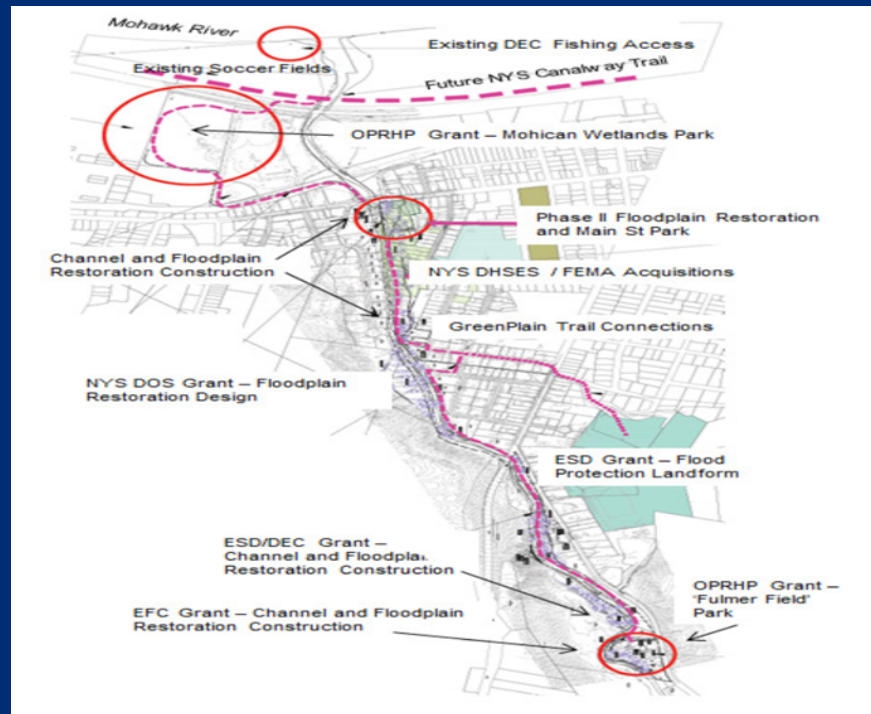 Mohawk River
Existing DEC Fishing Access
Existing Soccer Fields
Future NYS Canalway Trail
OPRHP Grant – Mohican Wetlands Park
Phase II Floodplain Restoration
and Main St Park
Channel and Floodplain
Restoration Construction
NYS DHSES / FEMA Acquisitions
GreenPlain Trail Connections
NYS DOS Grant – Floodplain
Restoration Design
ESD Grant – Flood
Protection Landform
ESD/DEC Grant –
Channel and Floodplai
Restoration Construction
OPRHP Grant –
'Fulmer Field'
Park
EFC Grant – Channel and Floodplain
Restoration Construction